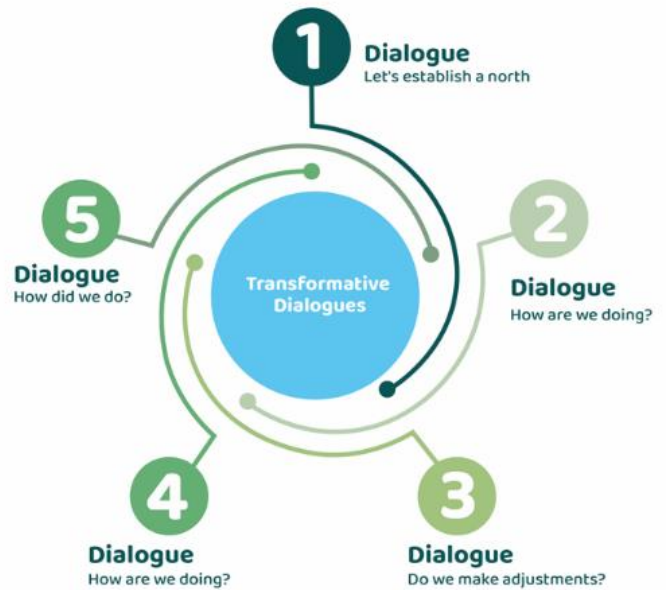 1
Dialogue
Let's establish a north
2
Dialogue
How are we doing?
3
Dialogue
Do we make adjustments?
4
Dialogue
How are we doing?
5
Dialogue
How did we do?
Transformative
Dialogues